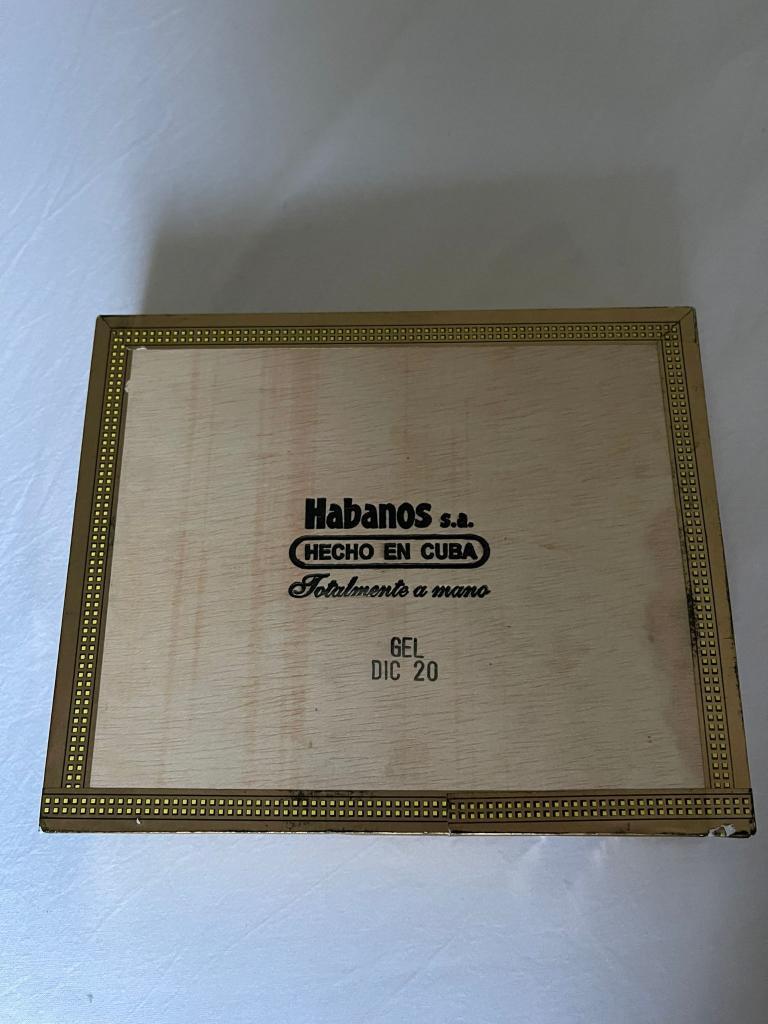 Habanos s.a.
HECHO EN CUBA
Totalmente a mano
GEL
DIC 20